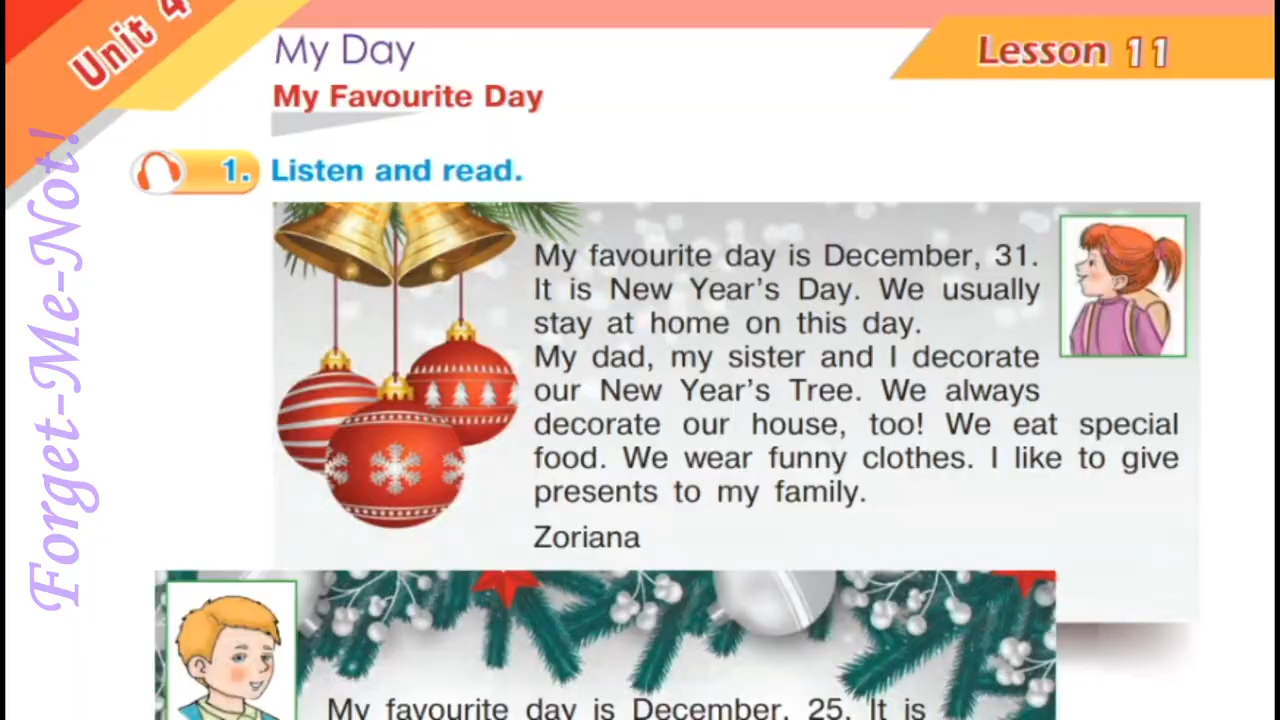 Unit 4
My Day
Lesson 11
My Favourite Day
Forget-Me-Not!
1. Listen and read.
My favourite day is December, 31.
It is New Year's Day. We usually
stay at home on this day.
My dad, my sister and I decorate
our New Year's Tree. We always
decorate our house, too! We eat special
food. We wear funny clothes. I like to give
presents to my family.
Zoriana
My favourite day is December, 25. It is